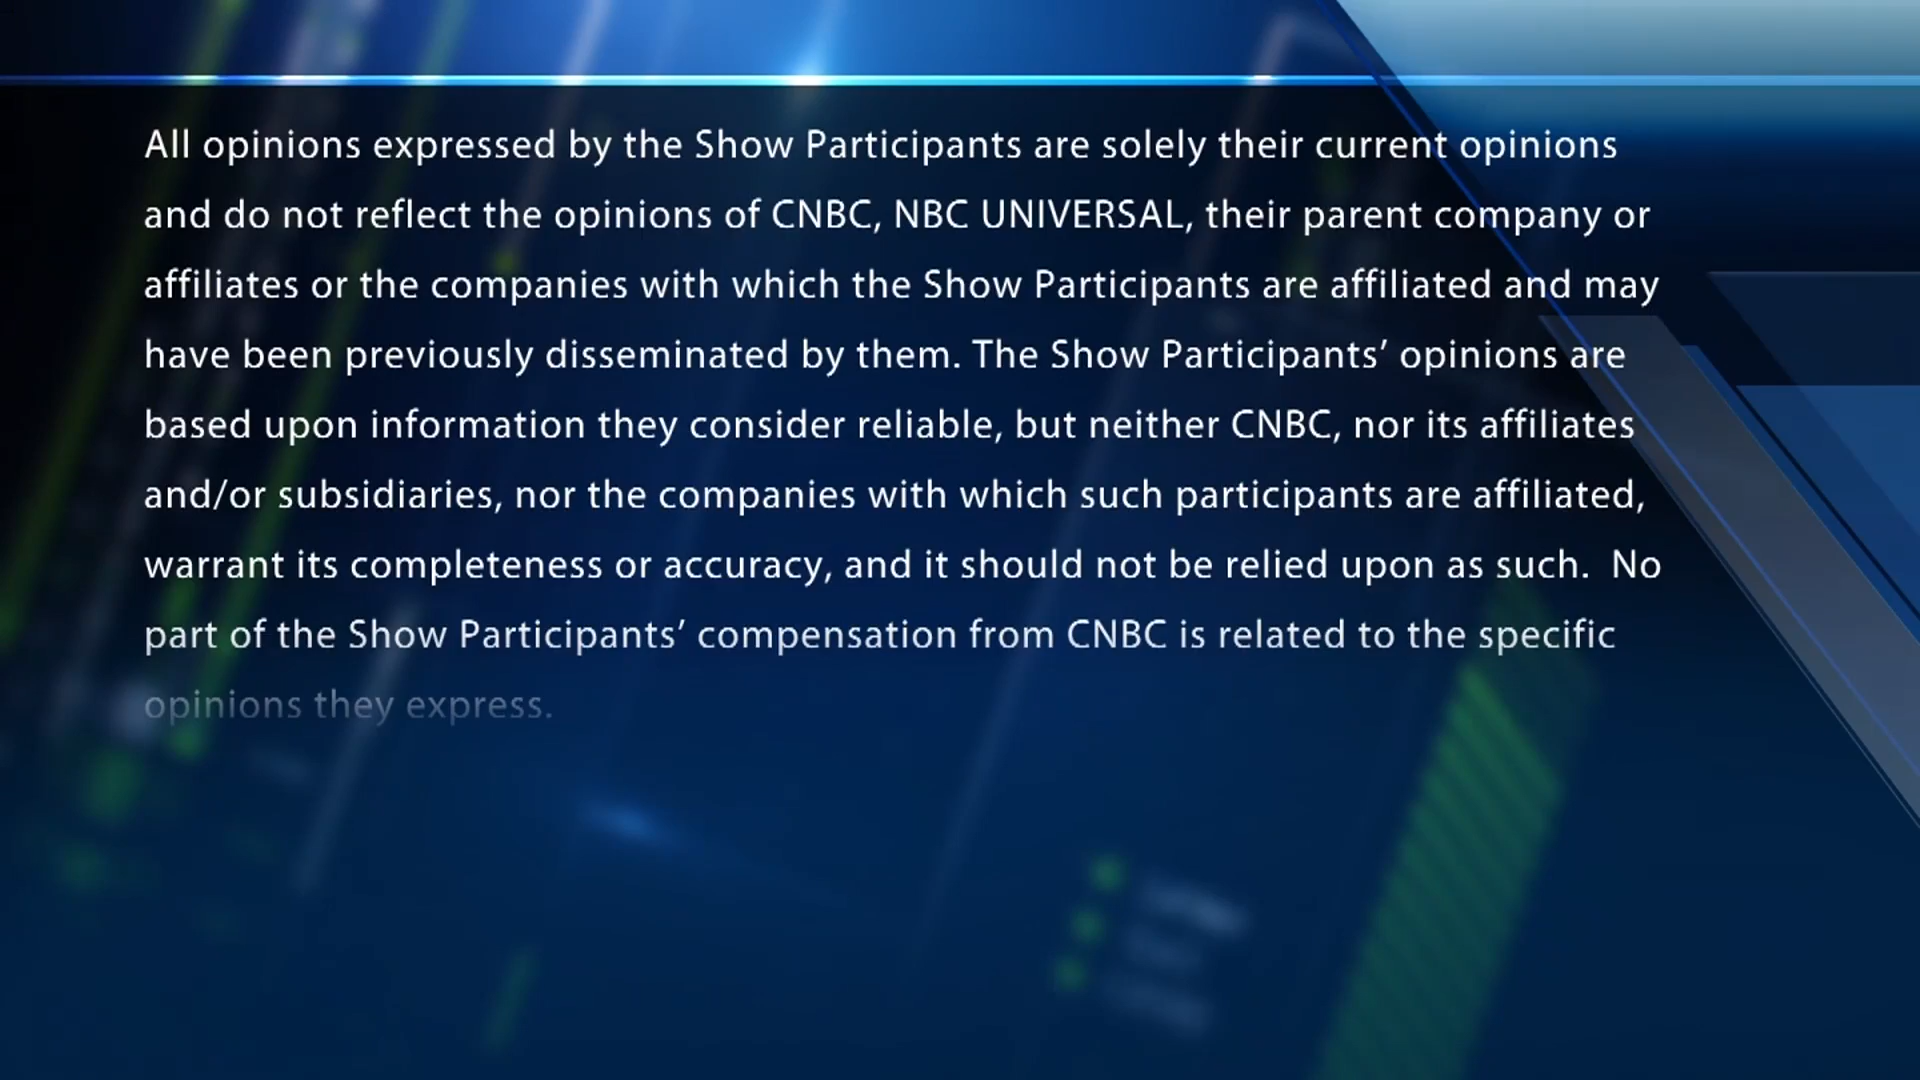 All opinions expressed by the Show Participants are solely their current opinions
and do not reflect the opinions of CNBC, NBC UNIVERSAL, their parent company or
affiliates or the companies with which the Show Participants are affiliated and may
have been previously disseminated by them. The Show Participants’ opinions are
based upon information they consider reliable, but neither CNBC, nor its affiliates
and/or subsidiaries, nor the companies with which such participants are affiliated,
warrant its completeness or accuracy, and it should not be relied upon as such.  No
part of the Show Participants’ compensation from CNBC is related to the specific
opinions they express.